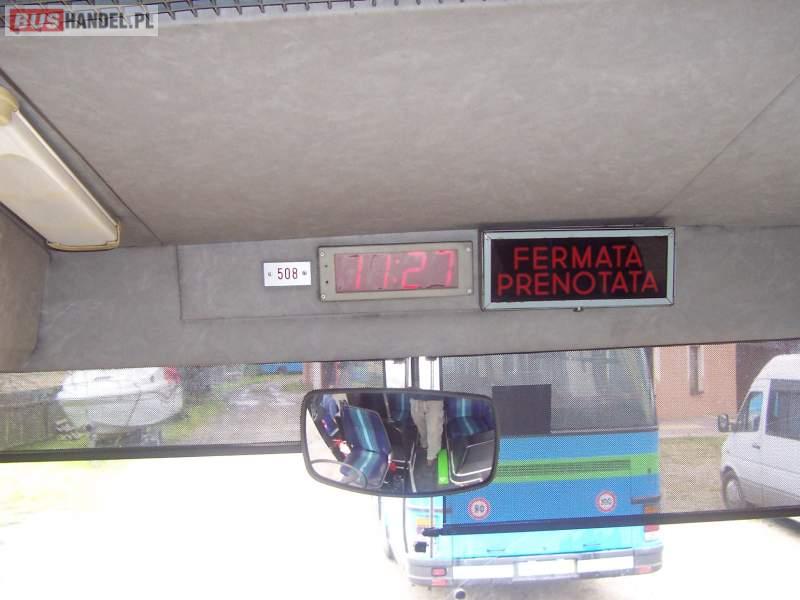 BUSHANDEL.PL
508
11:27
FERMATA
PRENOTATA
80
100